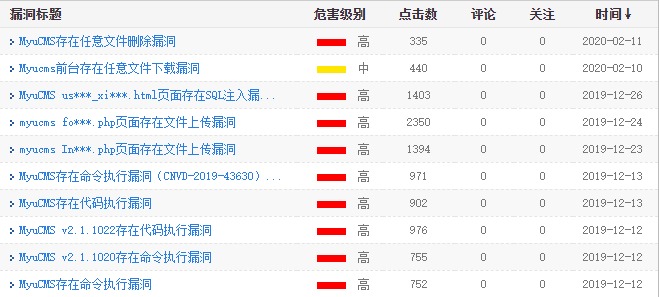 漏洞标题 危害级别 点击数 评论 关注 时间↓
MyuCMS存在任意文件删除漏洞 高 335 0 0 2020-02-11
Myucms前台存在任意文件下载漏洞 中 440 0 0 2020-02-10
MyuCMS us***_xi***.html页面存在SQL注入漏... 高 1403 0 0 2019-12-26
myucms fo***.php页面存在文件上传漏洞 高 2350 0 0 2019-12-24
myucms In***.php页面存在文件上传漏洞 高 1394 0 0 2019-12-23
MyuCMS存在命令执行漏洞（CNVD-2019-43630）... 高 971 0 0 2019-12-13
MyuCMS存在代码执行漏洞 高 902 0 0 2019-12-13
MyuCMS v2.1.1022存在代码执行漏洞 高 976 0 0 2019-12-12
MyuCMS v2.1.1020存在命令执行漏洞 高 755 0 0 2019-12-12
MyuCMS存在命令执行漏洞 高 752 0 0 2019-12-12